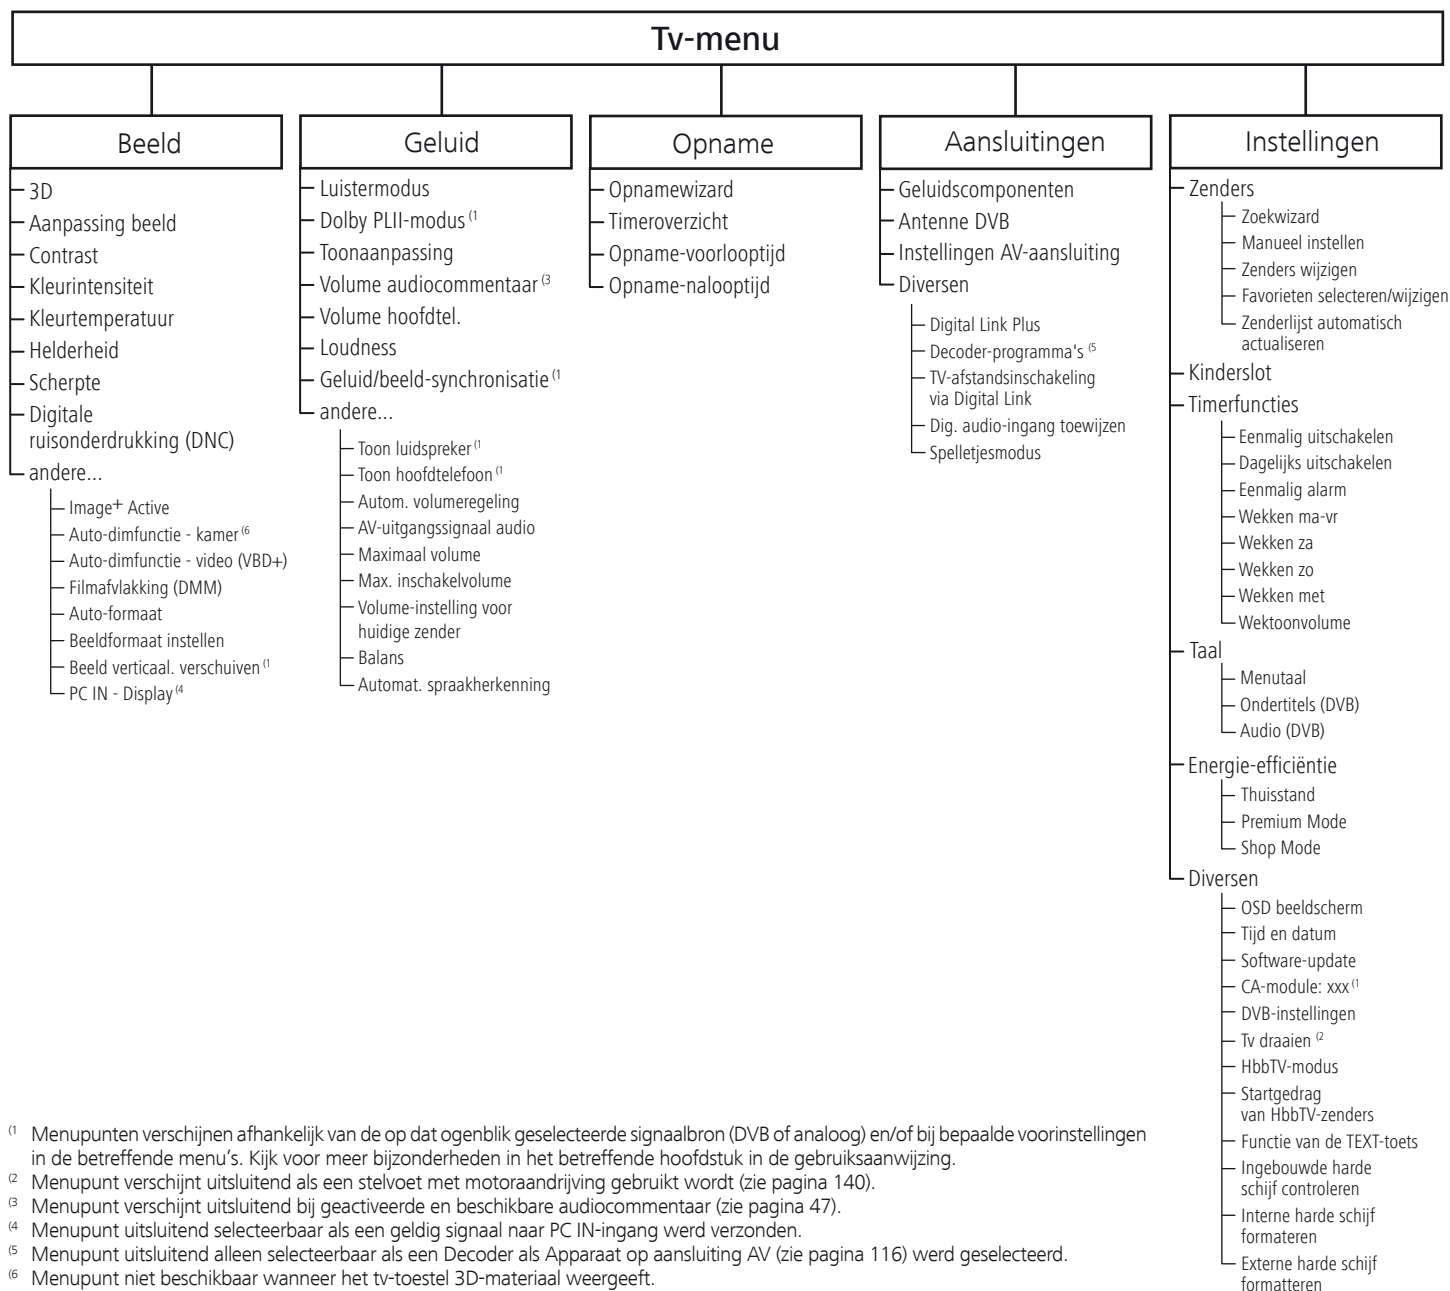 Tv-menu
Beeld
3D
Aanpassing beeld
Contrast
Kleurintensiteit
Kleurtemperatuur
Helderheid
Scherpte
Digitale
ruisonderdrukking (DNC)
andere...
Image+ Active
Auto-dimfunctie - kamer (6
Auto-dimfunctie - video (VBD+)
Filmafvlakking (DMM)
Auto-formaat
Beeldformaat instellen
Beeld verticaal. verschuiven (1
PC IN - Display (4
Geluid
Luistermodus
Dolby PLII-modus (1
Toonaanpassing
Volume audiocommentaar (3
Volume hoofdtel.
Loudness
Geluid/beeld-synchronisatie (1
andere...
Toon luidspreker (1
Toon hoofdtelefoon (1
Autom. volumeregeling
AV-uitgangssignaal audio
Maximaal volume
Max. inschakelvolume
Volume-instelling voor
huidige zender
Balans
Automat. spraakherkenning
Opname
Opnamewizard
Timeroverzicht
Opname-voorlooptijd
Opname-nalooptijd
Aansluitingen
Geluidscomponenten
Antenne DVB
Instellingen AV-aansluiting
Diversen
Digital Link Plus
Decoder-programma's (5
TV-afstandsinschakeling
via Digital Link
Dig. audio-ingang toewijzen
Spelletjesmodus
Instellingen
Zenders
Zoekwizard
Manueel instellen
Zenders wijzigen
Favorieten selecteren/wijzigen
Zenderlijst automatisch
actualiseren
Kinderslot
Timerfuncties
Eenmalig uitschakelen
Dagelijks uitschakelen
Eenmalig alarm
Wekken ma-vr
Wekken za
Wekken zo
Wekken met
Wektoonvolume
Taal
Menutaal
Ondertitels (DVB)
Audio (DVB)
Energie-efficiëntie
Thuisstand
Premium Mode
Shop Mode
Diversen
OSD beeldscherm
Tijd en datum
Software-update
CA-module: xxx (1
DVB-instellingen
Tv draaien (2
HbbTV-modus
Startgedrag
van HbbTV-zenders
Functie van de TEXT-toets
Ingebouwde harde
schijf controleren
Interne harde schijf
formateren
Externe harde schijf
formatteren
(1 Menupunten verschijnen afhankelijk van de op dat ogenblik geselecteerde signaalbron (DVB of analoog) en/of bij bepaalde voorinstellingen
in de betreffende menu's. Kijk voor meer bijzonderheden in het betreffende hoofdstuk in de gebruiksaanwijzing.
(2 Menupunt verschijnt uitsluitend als een stelvoet met motoraandrijving gebruikt wordt (zie pagina 140).
(3 Menupunt verschijnt uitsluitend bij geactiveerde en beschikbare audiocommentaar (zie pagina 47).
(4 Menupunt uitsluitend selecteerbaar als een geldig signaal naar PC IN-ingang werd verzonden.
(5 Menupunt uitsluitend alleen selecteerbaar als een Decoder als Apparaat op aansluiting AV (zie pagina 116) werd geselecteerd.
(6 Menupunt niet beschikbaar wanneer het tv-toestel 3D-materiaal weergeeft.